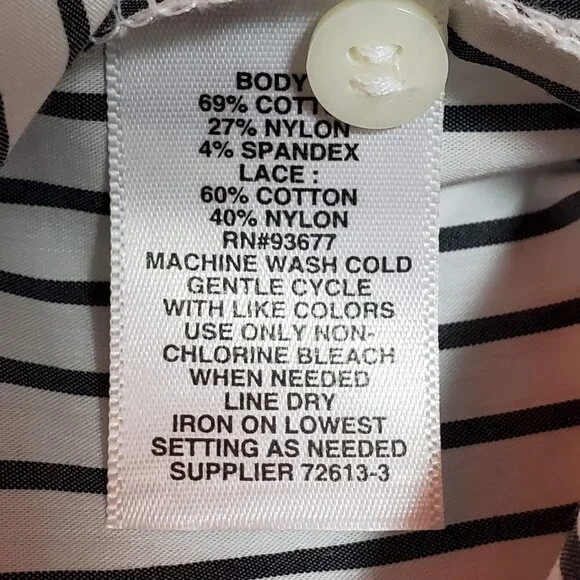 BODY
69% COTT
27% NYLON
4% SPANDEX
LACE :
60% COTTON
40% NYLON
RN#93677
MACHINE WASH COLD
GENTLE CYCLE
WITH LIKE COLORS
USE ONLY NON-
CHLORINE BLEACH
WHEN NEEDED
LINE DRY
IRON ON LOWEST
SETTING AS NEEDED
SUPPLIER 72613-3